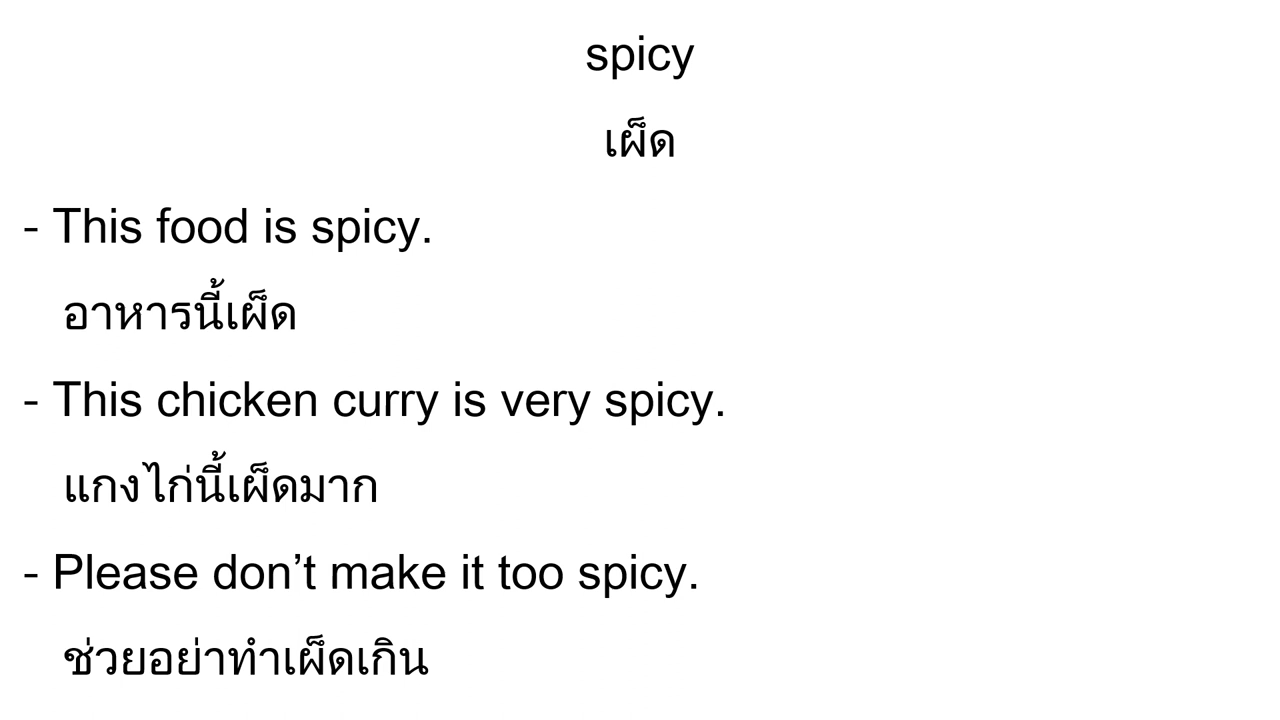 spicy
เผ็ด
- This food is spicy.
อาหารนี้เผ็ด
- This chicken curry is very spicy.
แกงไก่นี้เผ็ดมาก
- Please don’t make it too spicy.
ช่วยอย่าทำเผ็ดเกิน